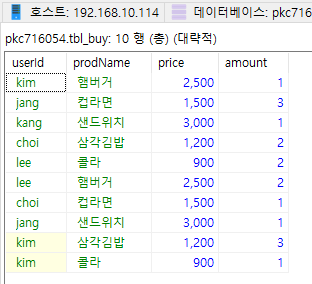 호스트: 192.168.10.114 데이터베이스: pkc7
pkc716054.tbl_buy: 10 행 (총) (대략적)
userId prodName price amount
kim 햄버거 2,500 1
jang 컵라면 1,500 3
kang 샌드위치 3,000 1
choi 삼각김밥 1,200 2
lee 콜라 900 2
lee 햄버거 2,500 2
choi 컵라면 1,500 1
jang 샌드위치 3,000 1
kim 삼각김밥 1,200 3
kim 콜라 900 1